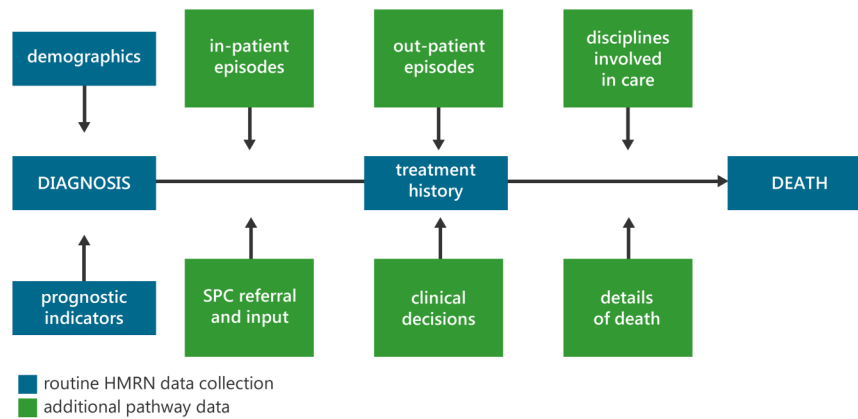 demographics
in-patient
episodes
out-patient
episodes
disciplines
involved
in care
DIAGNOSIS
treatment
history
DEATH
prognostic
indicators
SPC referral
and input
clinical
decisions
details
of death
routine HMRN data collection
additional pathway data